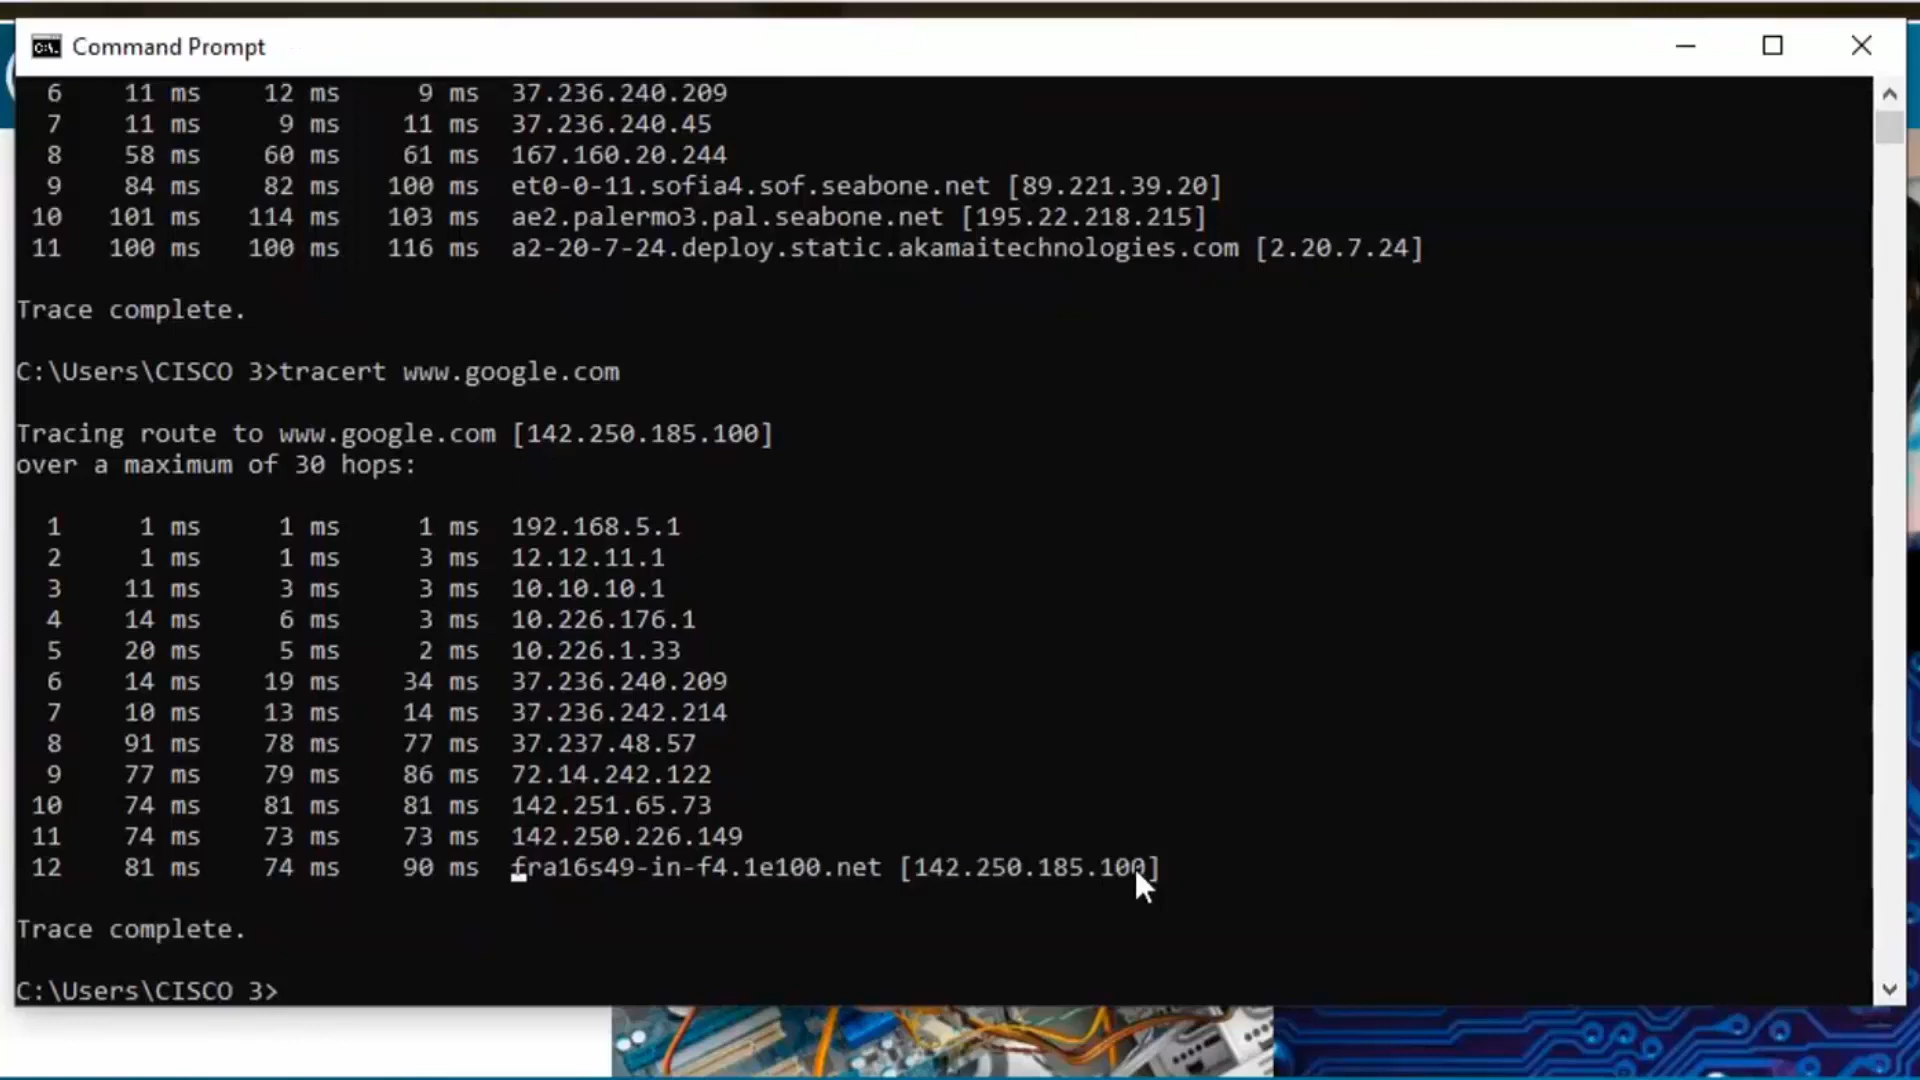 Command Prompt
6 11 ms 12 ms 9 ms 37.236.240.209
7 11 ms 9 ms 11 ms 37.236.240.45
8 58 ms 60 ms 61 ms 167.160.20.244
9 84 ms 82 ms 100 ms et0-0-11.sofia4.sof.seabone.net [89.221.39.20]
10 101 ms 114 ms 103 ms ae2.palermo3.pal.seabone.net [195.22.218.215]
11 100 ms 100 ms 116 ms a2-20-7-24.deploy.static.akamaitechnologies.com [2.20.7.24]
Trace complete.
C:\Users\CISCO 3>tracert www.google.com
Tracing route to www.google.com [142.250.185.100]
over a maximum of 30 hops:
1 1 ms 1 ms 1 ms 192.168.5.1
2 1 ms 1 ms 3 ms 12.12.11.1
3 11 ms 3 ms 3 ms 10.10.10.1
4 14 ms 6 ms 3 ms 10.226.176.1
5 20 ms 5 ms 2 ms 10.226.1.33
6 14 ms 19 ms 34 ms 37.236.240.209
7 10 ms 13 ms 14 ms 37.236.242.214
8 91 ms 78 ms 77 ms 37.237.48.57
9 77 ms 79 ms 86 ms 72.14.242.122
10 74 ms 81 ms 81 ms 142.251.65.73
11 74 ms 73 ms 73 ms 142.250.226.149
12 81 ms 74 ms 90 ms fra16s49-in-f4.1e100.net [142.250.185.100]
Trace complete.
C:\Users\CISCO 3>